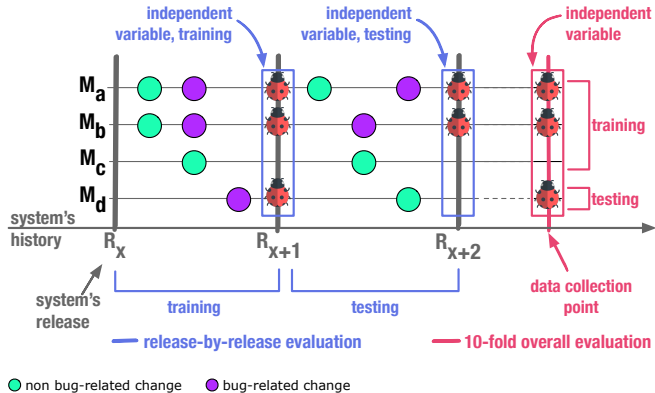 independent
variable, training
independent
variable, testing
independent
variable
Ma
Mb
Mc
Md
training
testing
system's
history
Rx
Rx+1
Rx+2
system's
release
training
testing
data collection
point
release-by-release evaluation
10-fold overall evaluation
non bug-related change
bug-related change